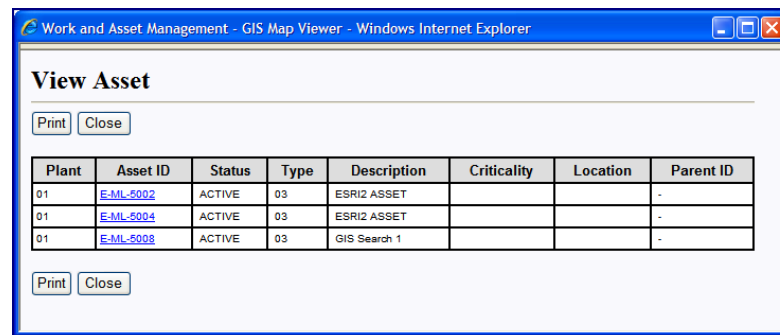 Work and Asset Management - GIS Map Viewer - Windows Internet Explorer
View Asset
Print Close
Plant Asset ID Status Type Description Criticality Location Parent ID
01 E-ML-5002 ACTIVE 03 ESRI2 ASSET -
01 E-ML-5004 ACTIVE 03 ESRI2 ASSET -
01 E-ML-5008 ACTIVE 03 GIS Search 1 -
Print Close